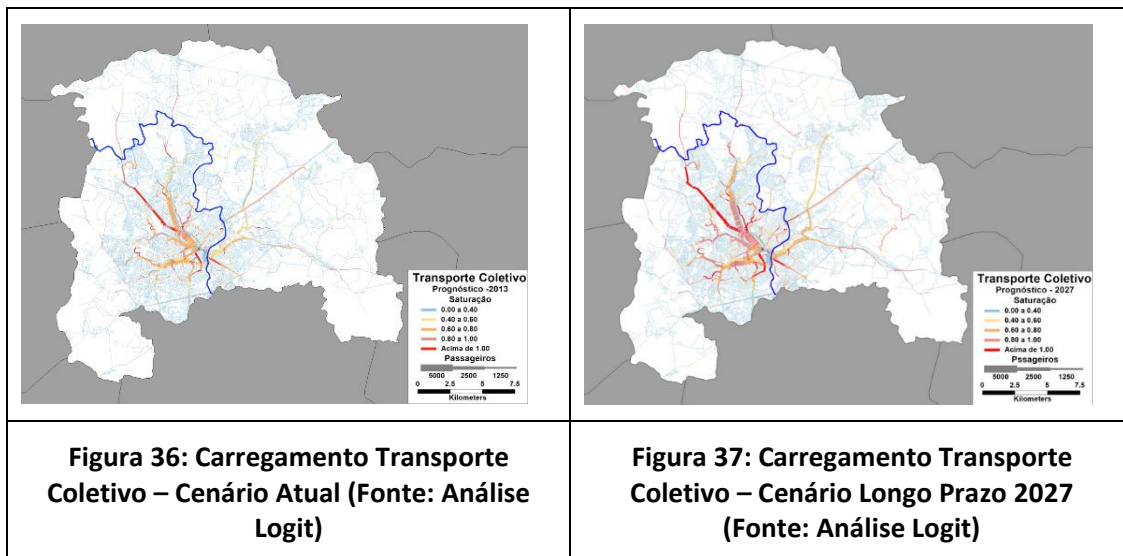 Transporte Coletivo
Prognóstico -2013
Saturação
0.00 a 0.40
0.40 a 0.60
0.60 a 0.80
0.80 a 1.00
Acima de 1.00
Passageiros
5000 2500 1250
0 2.5 5 7.5
Kilometers
Transporte Coletivo
Prognóstico - 2027
Saturação
0.00 a 0.40
0.40 a 0.60
0.60 a 0.80
0.80 a 1.00
Acima de 1.00
Pssageiros
5000 2500 1250
0 2.5 5 7.5
Kilometers
Figura 36: Carregamento Transporte
Coletivo – Cenário Atual (Fonte: Análise
Logit)
Figura 37: Carregamento Transporte
Coletivo – Cenário Longo Prazo 2027
(Fonte: Análise Logit)